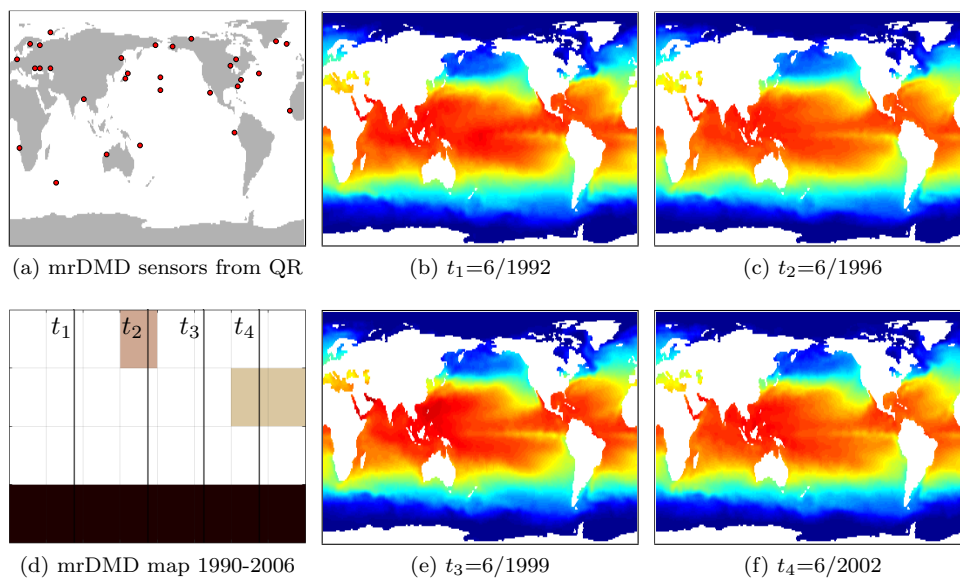 (a) mrDMD sensors from QR
(b) t₁=6/1992
(c) t₂=6/1996
t₁
t₂
t₃
t₄
(d) mrDMD map 1990-2006
(e) t₃=6/1999
(f) t₄=6/2002